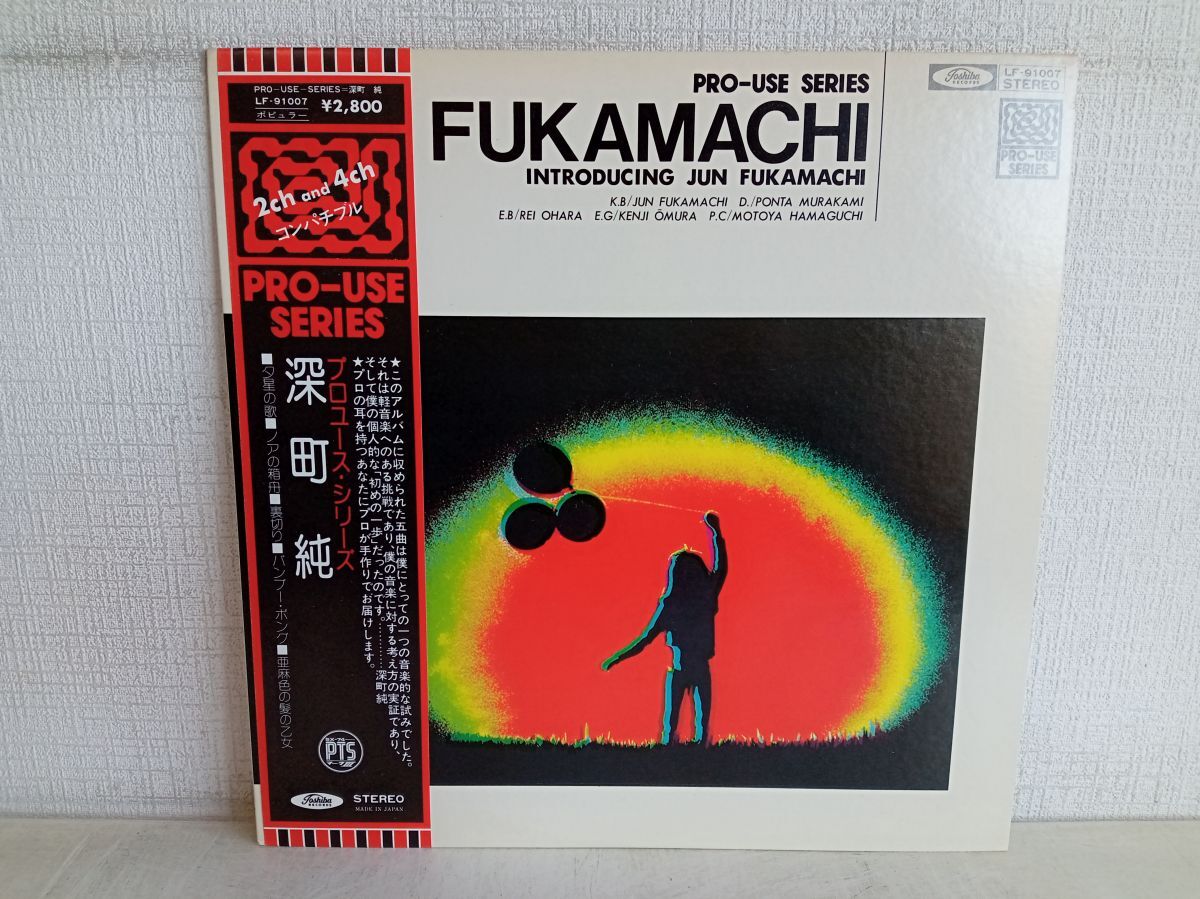 PRO-USE-SERIES=深町 純
LF-91007 ¥2,800
ポピュラー
2ch and 4ch
コンパチブル
PRO-USE
SERIES
プロユース・シリーズ
深町 純
★このアルバムに収められた五曲は僕にとっての一つの音楽的な試みでした。
それは軽音楽へのある挑戦であり、僕の音楽に対する考え方の実証であり、
そして僕の個人的な「初めの一歩」だったのです。…………深町純
★プロの耳を持つあなたにプロが手作りでお届けします。
■夕星の歌■ノアの箱舟■裏切り■バンブー・ボング■亜麻色の髪の乙女
SX-74
PTS
テープIII
Toshiba
RECORDS
STEREO
MADE IN JAPAN
PRO-USE SERIES
FUKAMACHI
INTRODUCING JUN FUKAMACHI
K.B/JUN FUKAMACHI D./PONTA MURAKAMI
E.B/REI OHARA E.G/KENJI ŌMURA P.C/MOTOYA HAMAGUCHI
Toshiba
RECORDS
LF-91007
STEREO
PRO-USE
SERIES